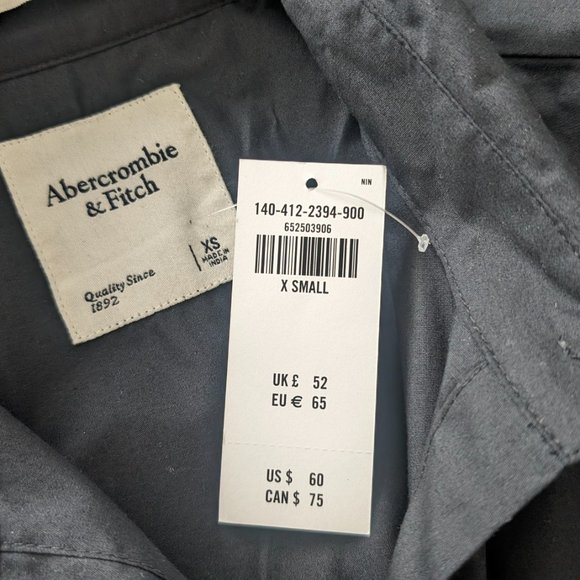 Abercrombie
& Fitch
XS
MADE IN
INDIA
Quality Since
1892
NIN
140-412-2394-900
652503906
X SMALL
UK £ 52
EU € 65
US $ 60
CAN $ 75